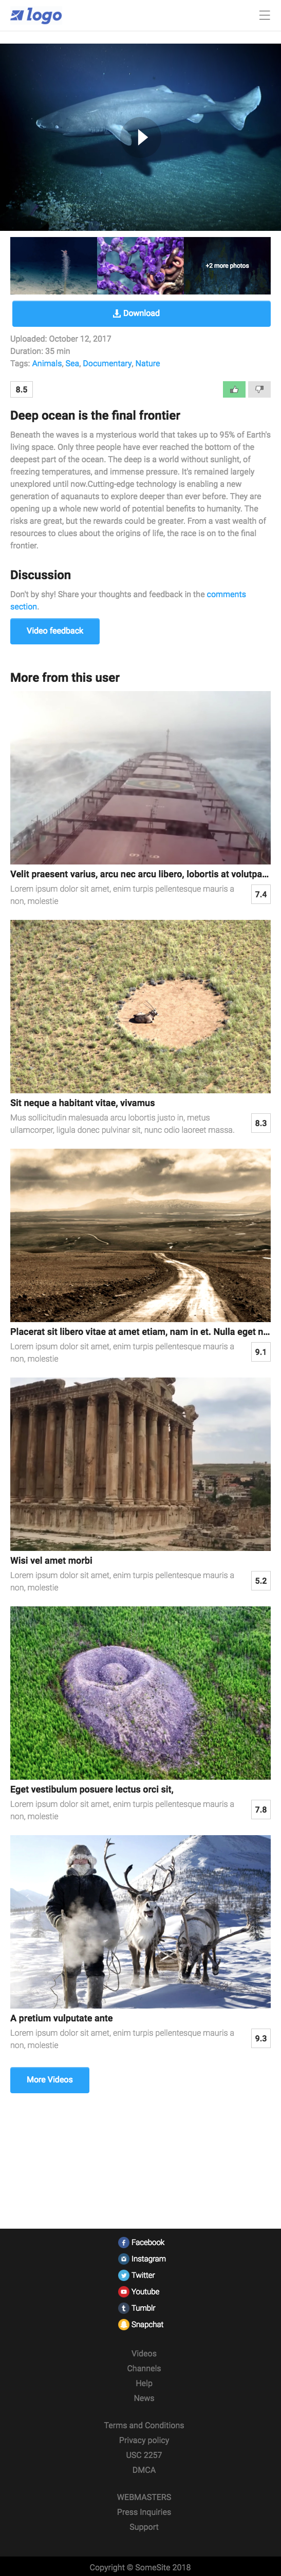 logo
+2 more photos
Download
Uploaded: October 12, 2017
Duration: 35 min
Tags: Animals, Sea, Documentary, Nature
8.5
Deep ocean is the final frontier
Beneath the waves is a mysterious world that takes up to 95% of Earth's
living space. Only three people have ever reached the bottom of the
deepest part of the ocean. The deep is a world without sunlight, of
freezing temperatures, and immense pressure. It's remained largely
unexplored until now.Cutting-edge technology is enabling a new
generation of aquanauts to explore deeper than ever before. They are
opening up a whole new world of potential benefits to humanity. The
risks are great, but the rewards could be greater. From a vast wealth of
resources to clues about the origins of life, the race is on to the final
frontier.
Discussion
Don't by shy! Share your thoughts and feedback in the comments
section.
Video feedback
More from this user
Velit praesent varius, arcu nec arcu libero, lobortis at volutpa...
Lorem ipsum dolor sit amet, enim turpis pellentesque mauris a
non, molestie
7.4
Sit neque a habitant vitae, vivamus
Mus sollicitudin malesuada arcu lobortis justo in, metus
ullamcorper, ligula donec pulvinar sit, nunc odio laoreet massa.
8.3
Placerat sit libero vitae at amet etiam, nam in et. Nulla eget n...
Lorem ipsum dolor sit amet, enim turpis pellentesque mauris a
non, molestie
9.1
Wisi vel amet morbi
Lorem ipsum dolor sit amet, enim turpis pellentesque mauris a
non, molestie
5.2
Eget vestibulum posuere lectus orci sit,
Lorem ipsum dolor sit amet, enim turpis pellentesque mauris a
non, molestie
7.8
A pretium vulputate ante
Lorem ipsum dolor sit amet, enim turpis pellentesque mauris a
non, molestie
9.3
More Videos
Facebook
Instagram
Twitter
Youtube
Tumblr
Snapchat
Videos
Channels
Help
News
Terms and Conditions
Privacy policy
USC 2257
DMCA
WEBMASTERS
Press Inquiries
Support
Copyright © SomeSite 2018